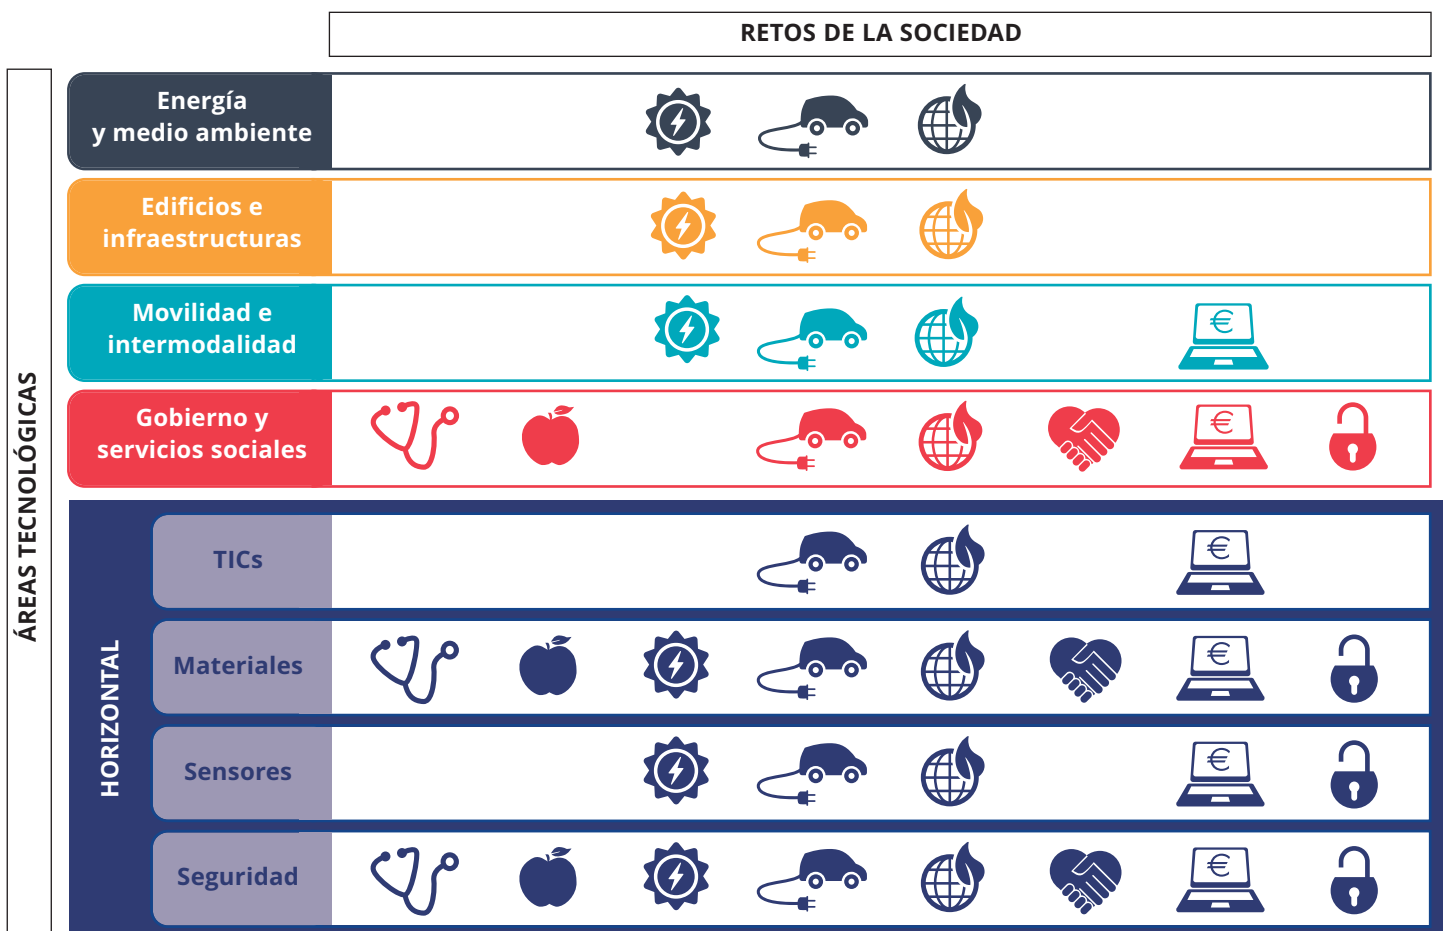 RETOS DE LA SOCIEDAD
ÁREAS TECNOLÓGICAS
Energía
y medio ambiente
Edificios e
infraestructuras
Movilidad e
intermodalidad
€
Gobierno y
servicios sociales
€
HORIZONTAL
TICs
€
Materiales
€
Sensores
€
Seguridad
€